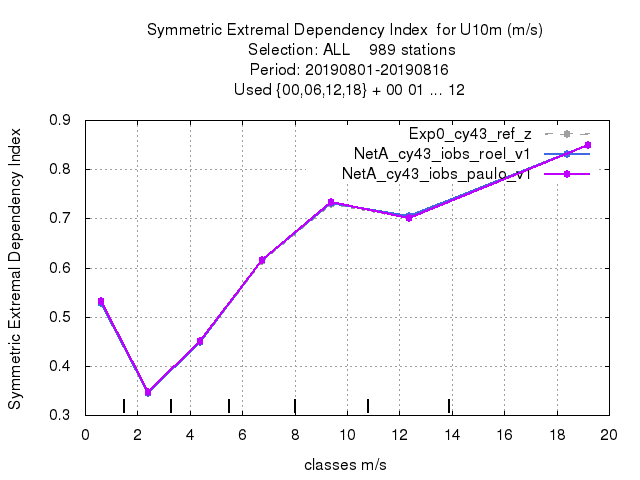 Symmetric Extremal Dependency Index  for U10m (m/s)
Selection: ALL    989 stations
Period: 20190801-20190816
Used {00,06,12,18} + 00 01 ... 12
Symmetric Extremal Dependency Index
0.9
0.8
0.7
0.6
0.5
0.4
0.3
Exp0_cy43_ref_z
NetA_cy43_iobs_roel_v1
NetA_cy43_iobs_paulo_v1
0 2 4 6 8 10 12 14 16 18 20
classes m/s